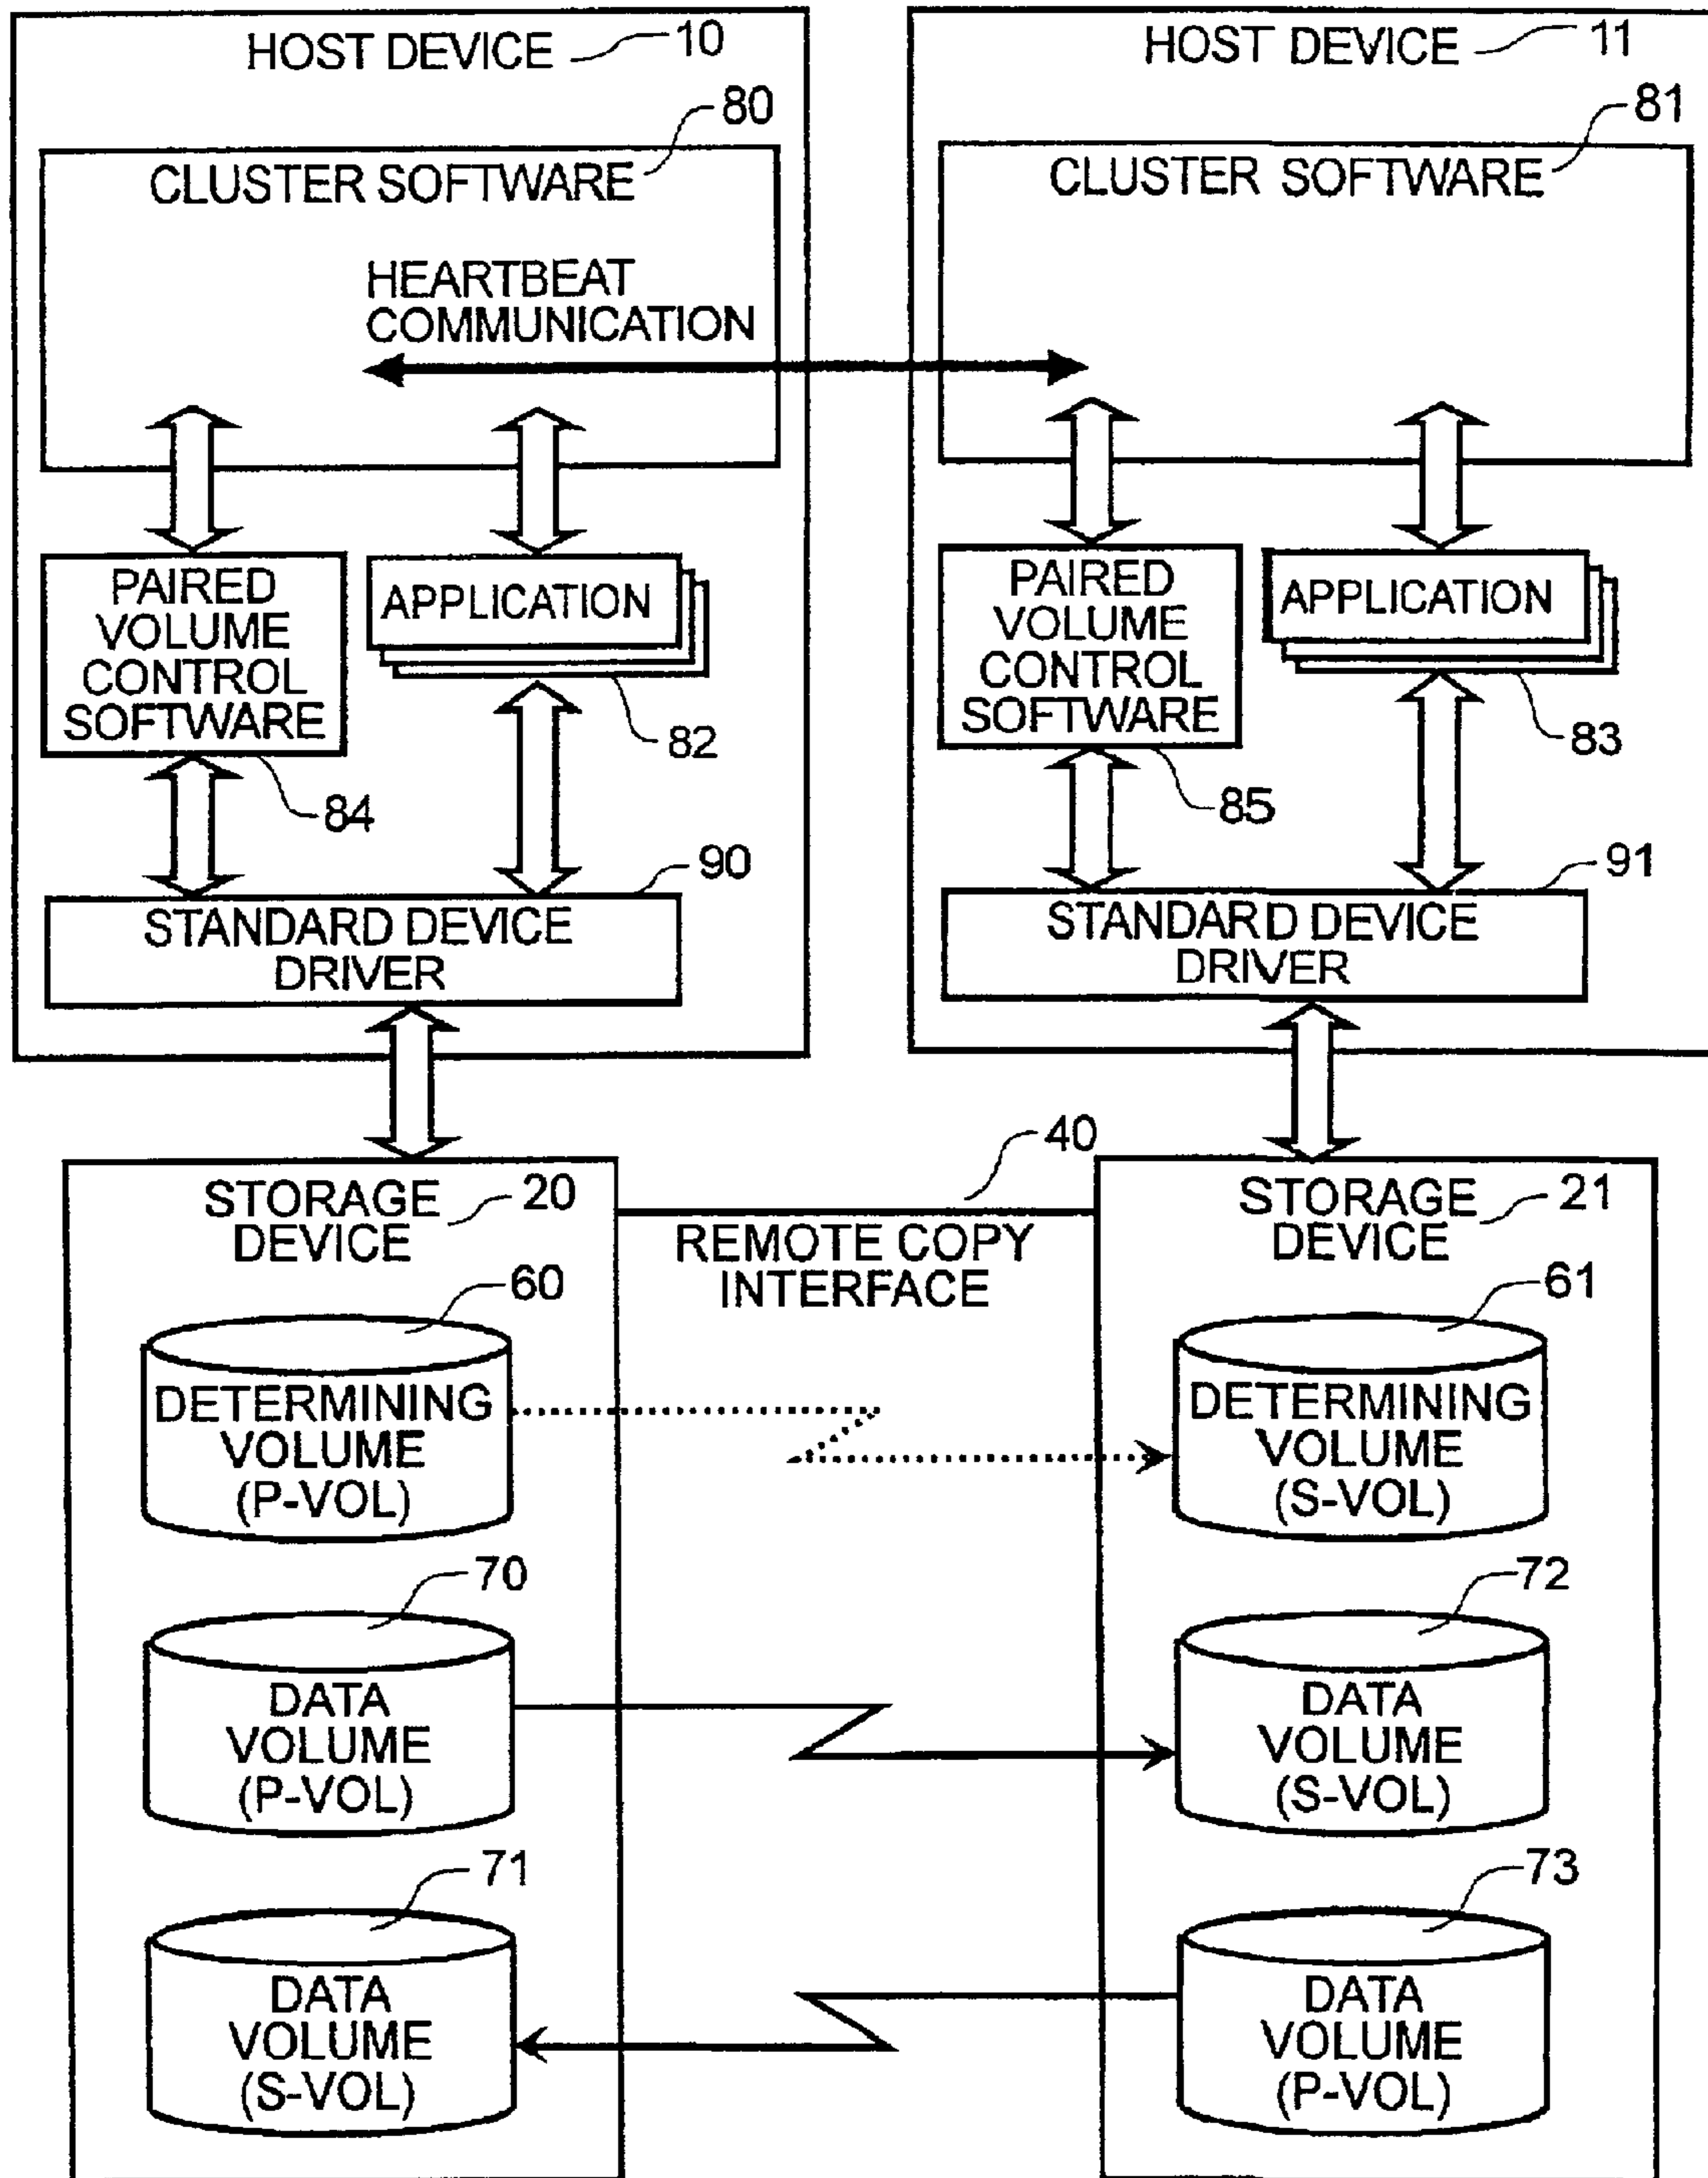 HOST DEVICE 10
CLUSTER SOFTWARE 80
HEARTBEAT
COMMUNICATION
PAIRED
VOLUME
CONTROL
SOFTWARE
84
APPLICATION
82
90
STANDARD DEVICE
DRIVER
HOST DEVICE 11
CLUSTER SOFTWARE 81
PAIRED
VOLUME
CONTROL
SOFTWARE
85
APPLICATION
83
91
STANDARD DEVICE
DRIVER
STORAGE
DEVICE 20
60
DETERMINING
VOLUME
(P-VOL)
70
DATA
VOLUME
(P-VOL)
71
DATA
VOLUME
(S-VOL)
40
REMOTE COPY
INTERFACE
STORAGE
DEVICE 21
61
DETERMINING
VOLUME
(S-VOL)
72
DATA
VOLUME
(S-VOL)
73
DATA
VOLUME
(P-VOL)